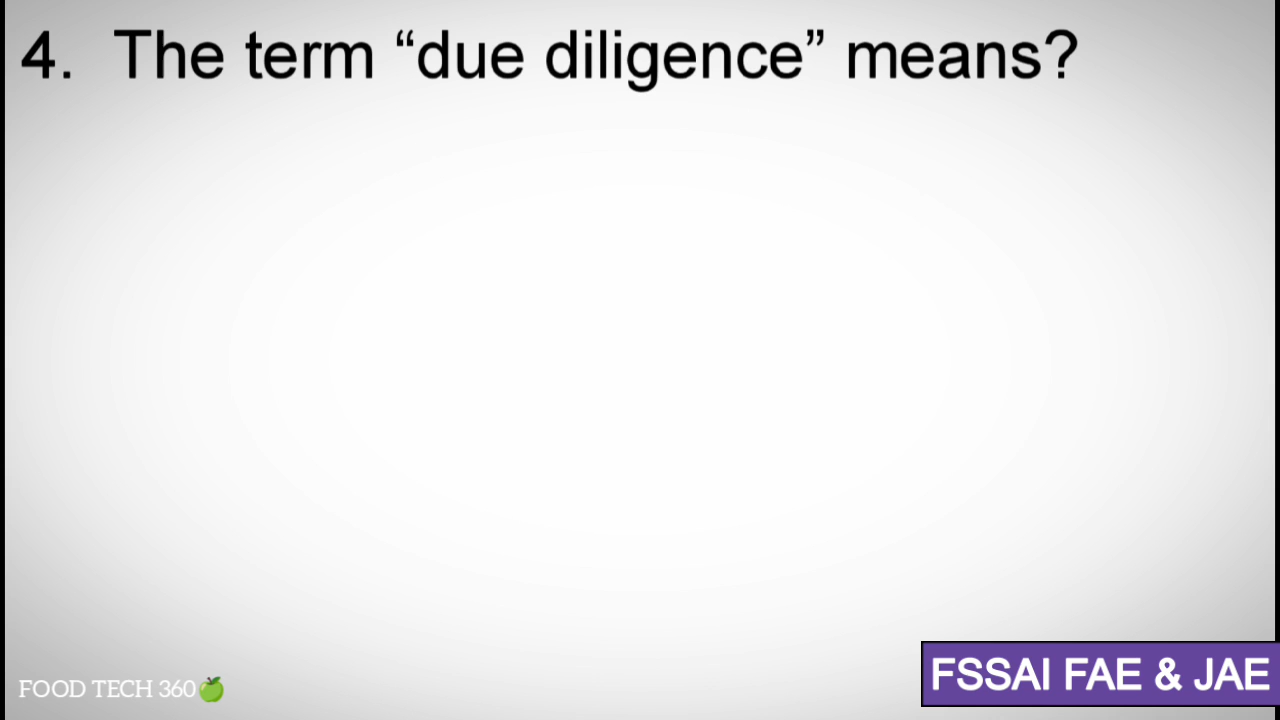 4. The term “due diligence” means?
FOOD TECH 360
FSSAI FAE & JAE